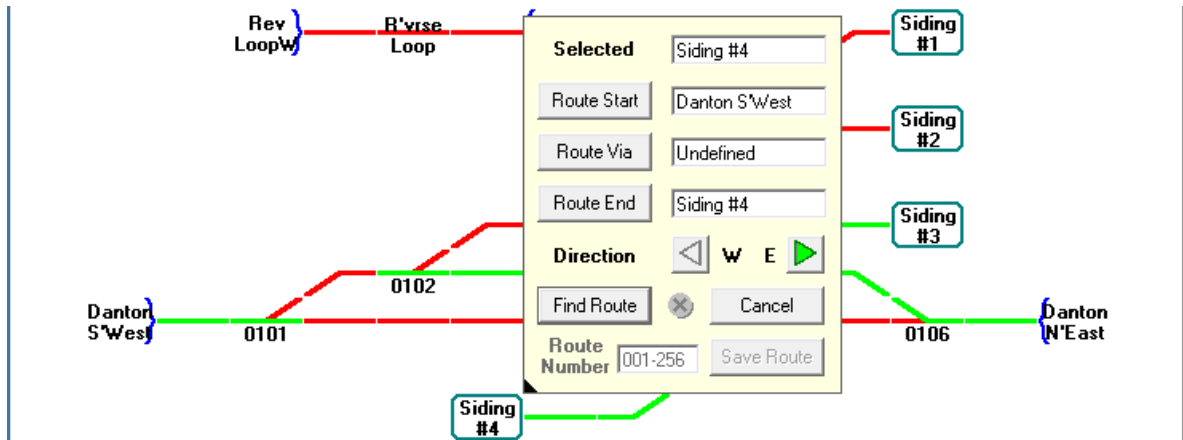 Rev
LoopW
R'vrse
Loop
Selected Siding #4
Route Start Danton S'West
Route Via Undefined
Route End Siding #4
Direction W E
Find Route Cancel
Route
Number 001-256 Save Route
Siding
#1
Siding
#2
Siding
#3
0102
Danton
S'West
0101
0106
Danton
N'East
Siding
#4